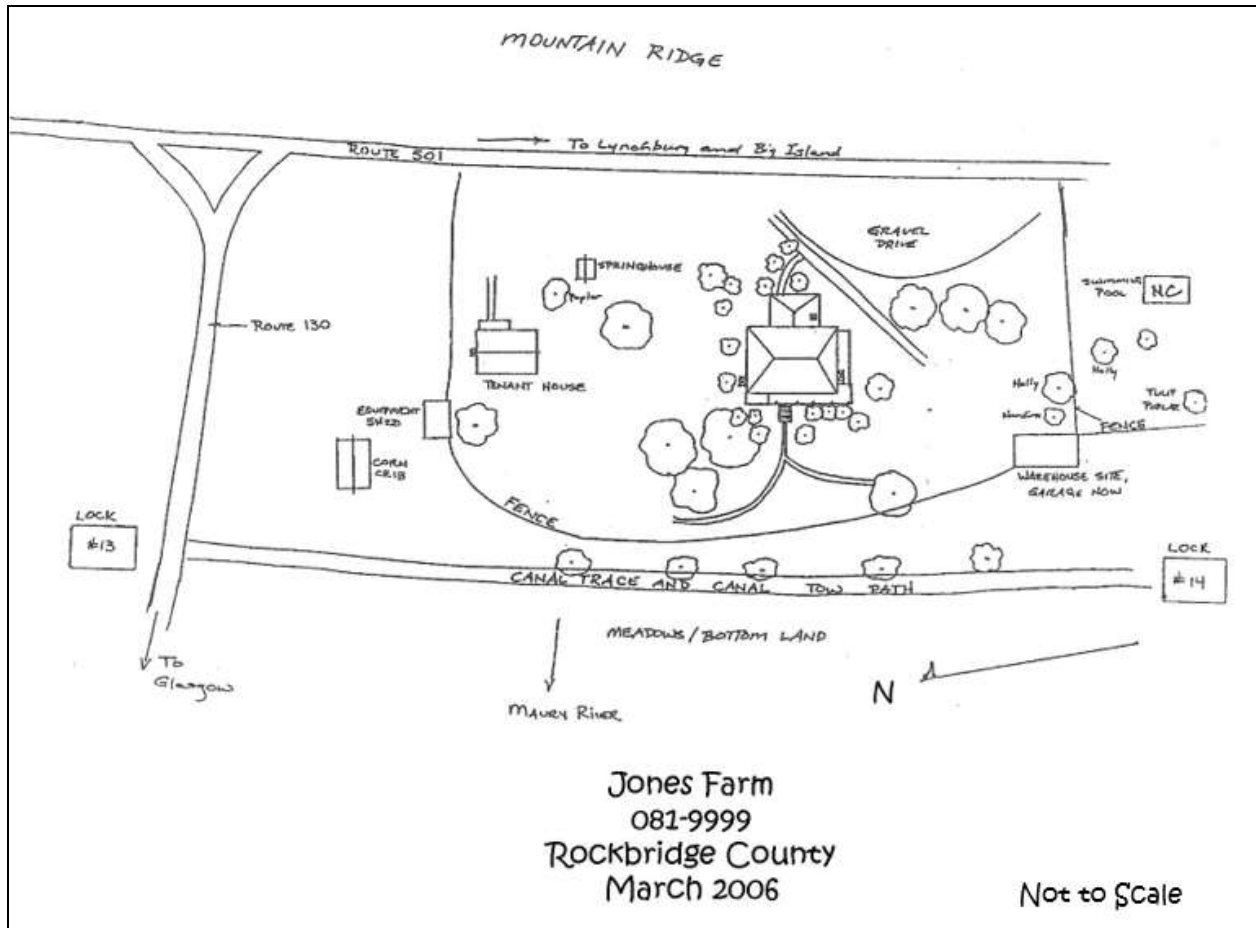 MOUNTAIN RIDGE
ROUTE 501
To Lynchburg and Big Island
GRAVEL
DRIVE
SPRINGHOUSE
Poplar
SWIMMING
POOL
NC
ROUTE 130
TENANT HOUSE
Holly
Holly
TULIP
POPLAR
EQUIPMENT
SHED
FENCE
CORN
CRIB
WAREHOUSE SITE,
GARAGE NOW
FENCE
LOCK
#13
LOCK
#14
CANAL TRACE AND CANAL TOW PATH
MEADOWS/BOTTOM LAND
To
Glasgow
MAURY RIVER
N
Jones Farm
081-9999
Rockbridge County
March 2006
Not to Scale